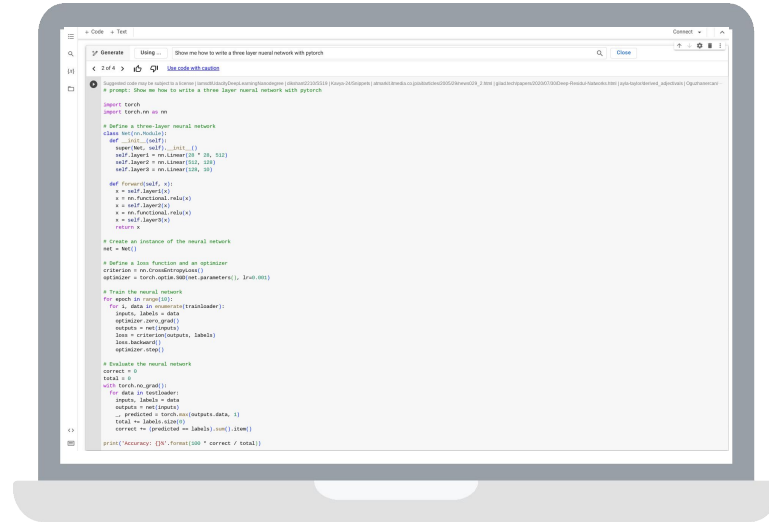 + Code + Text
Connect
Generate Using ... Show me how to write a three layer nueral network with pytorch Close
2 of 4 Use code with caution
Suggested code may be subject to a license |
# prompt: Show me how to write a three layer nueral network with pytorch
import torch
import torch.nn as nn
# Define a three-layer neural network
class Net(nn.Module):
def __init__(self):
super(Net, self).__init__()
self.layer1 = nn.Linear(28 * 28, 512)
self.layer2 = nn.Linear(512, 128)
self.layer3 = nn.Linear(128, 10)
def forward(self, x):
x = self.layer1(x)
x = nn.functional.relu(x)
x = self.layer2(x)
x = nn.functional.relu(x)
x = self.layer3(x)
return x
# Create an instance of the neural network
net = Net()
# Define a loss function and an optimizer
criterion = nn.CrossEntropyLoss()
optimizer = torch.optim.SGD(net.parameters(), lr=0.001)
# Train the neural network
for epoch in range(10):
for i, data in enumerate(trainloader):
inputs, labels = data
optimizer.zero_grad()
outputs = net(inputs)
loss = criterion(outputs, labels)
loss.backward()
optimizer.step()
# Evaluate the neural network
correct = 0
total = 0
with torch.no_grad():
for data in testloader:
inputs, labels = data
outputs = net(inputs)
_, predicted = torch.max(outputs.data, 1)
total += labels.size(0)
correct += (predicted == labels).sum().item()
print('Accuracy: {}%'.format(100 * correct / total))